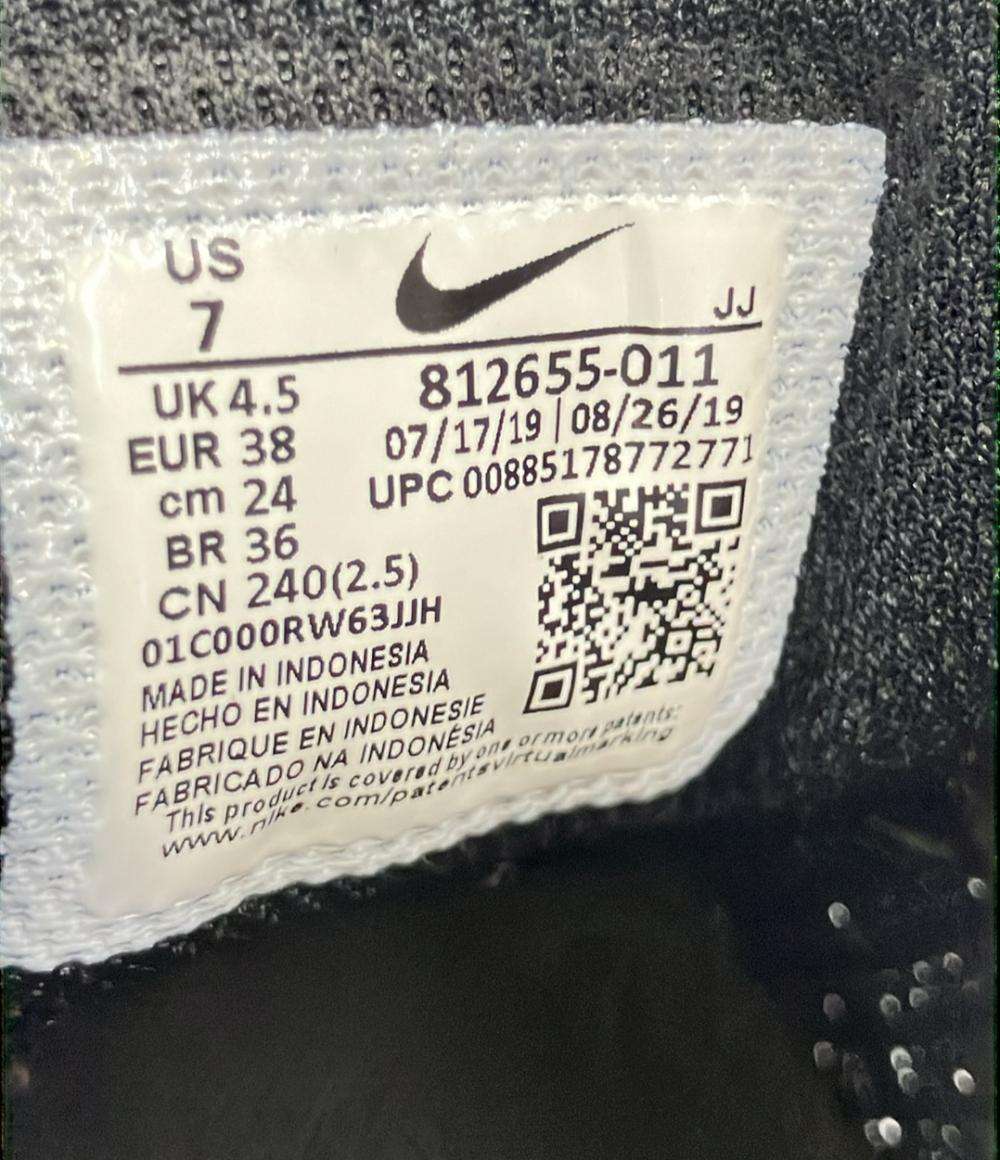 US
7
JJ
UK 4.5
EUR 38
cm 24
BR 36
CN 240(2.5)
812655-011
07/17/19 | 08/26/19
UPC 00885178772771
01C000RW63JJH
MADE IN INDONESIA
HECHO EN INDONESIA
FABRIQUE EN INDONESIE
FABRICADO NA INDONÉSIA
This product is covered by one or more patents:
www.nike.com/patentsvirtualmarking